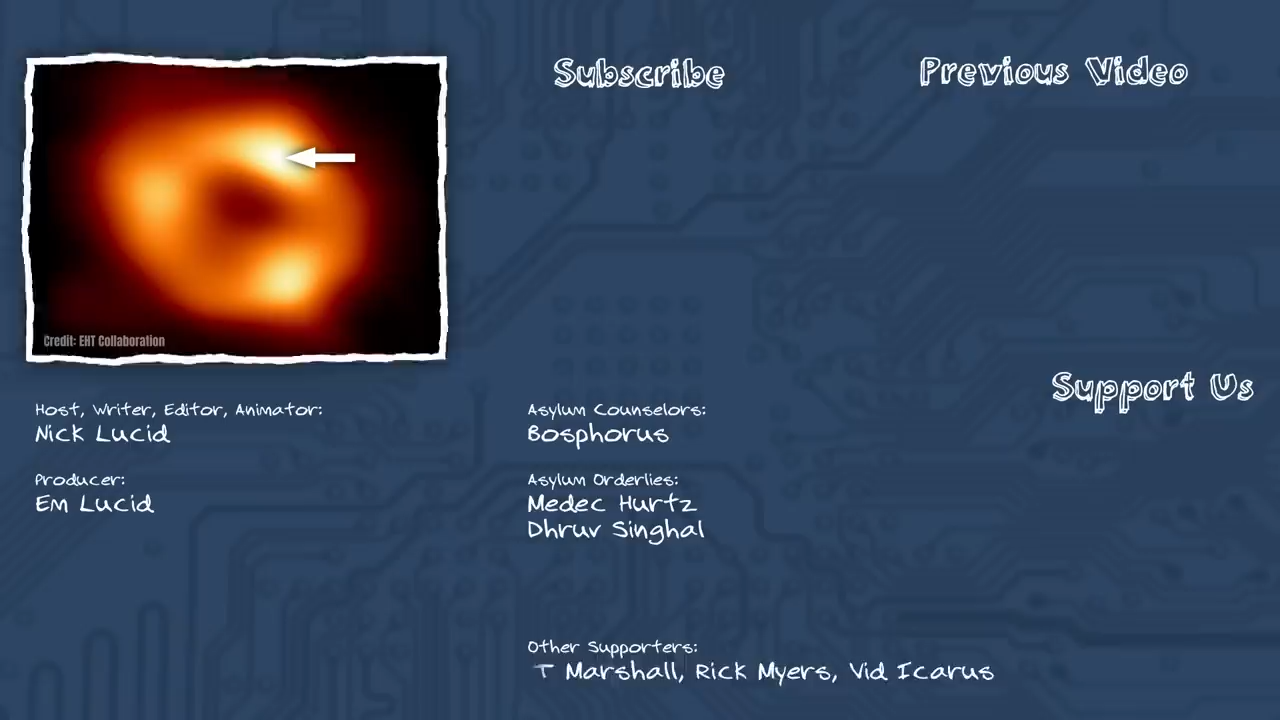 Subscribe
Previous Video
Credit: EHT Collaboration
Support Us
Host, Writer, Editor, Animator:
Nick Lucid
Producer:
Em Lucid
Asylum Counselors:
Bosphorus
Asylum Orderlies:
Medec Hurtz
Dhruv Singhal
Other Supporters:
T Marshall, Rick Myers, Vid Icarus